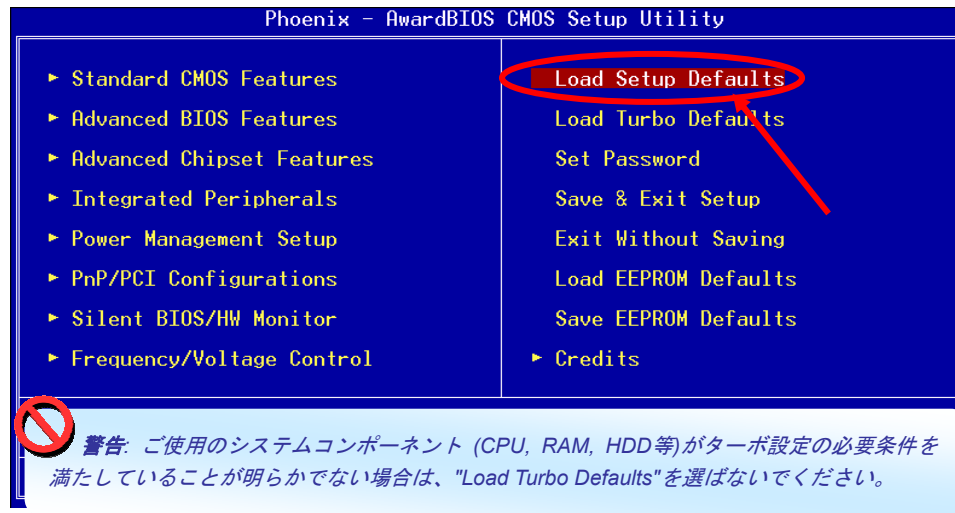 Phoenix - AwardBIOS CMOS Setup Utility
► Standard CMOS Features
► Advanced BIOS Features
► Advanced Chipset Features
► Integrated Peripherals
► Power Management Setup
► PnP/PCI Configurations
► Silent BIOS/HW Monitor
► Frequency/Voltage Control
Load Setup Defaults
Load Turbo Defaults
Set Password
Save & Exit Setup
Exit Without Saving
Load EEPROM Defaults
Save EEPROM Defaults
► Credits
警告: ご使用のシステムコンポーネント (CPU, RAM, HDD等)がターボ設定の必要条件を
満たしていることが明らかでない場合は、"Load Turbo Defaults"を選ばないでください。